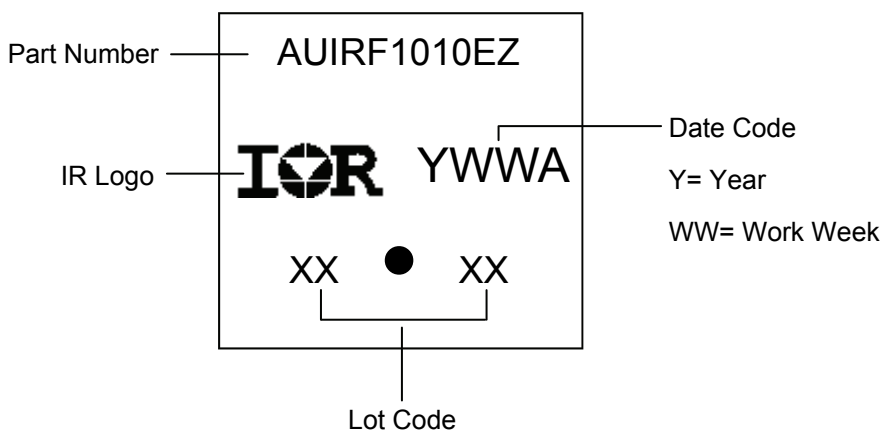 Part Number
AUIRF1010EZ
IR Logo
IOR
YWWA
Date Code
Y= Year
WW= Work Week
XX
XX
Lot Code